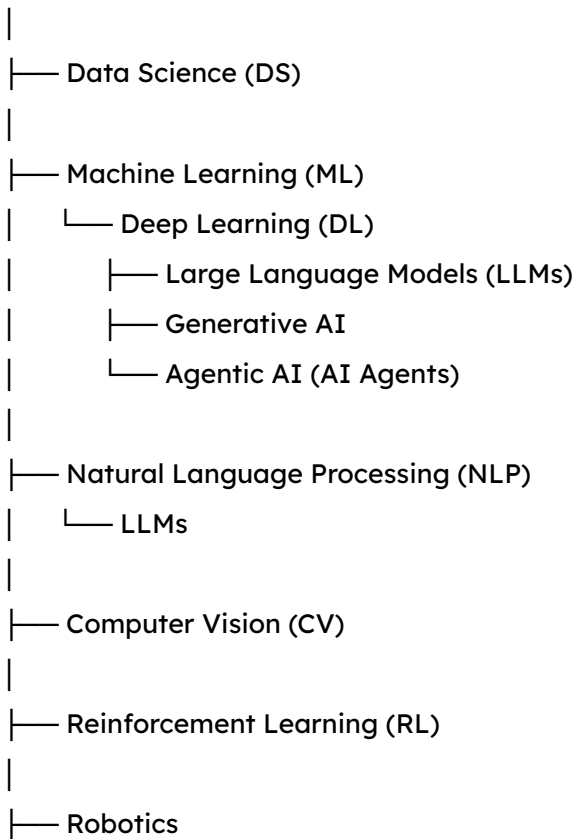 │
├── Data Science (DS)
│
├── Machine Learning (ML)
│   └── Deep Learning (DL)
│       ├── Large Language Models (LLMs)
│       ├── Generative AI
│       └── Agentic AI (AI Agents)
│
├── Natural Language Processing (NLP)
│   └── LLMs
│
├── Computer Vision (CV)
│
├── Reinforcement Learning (RL)
│
├── Robotics